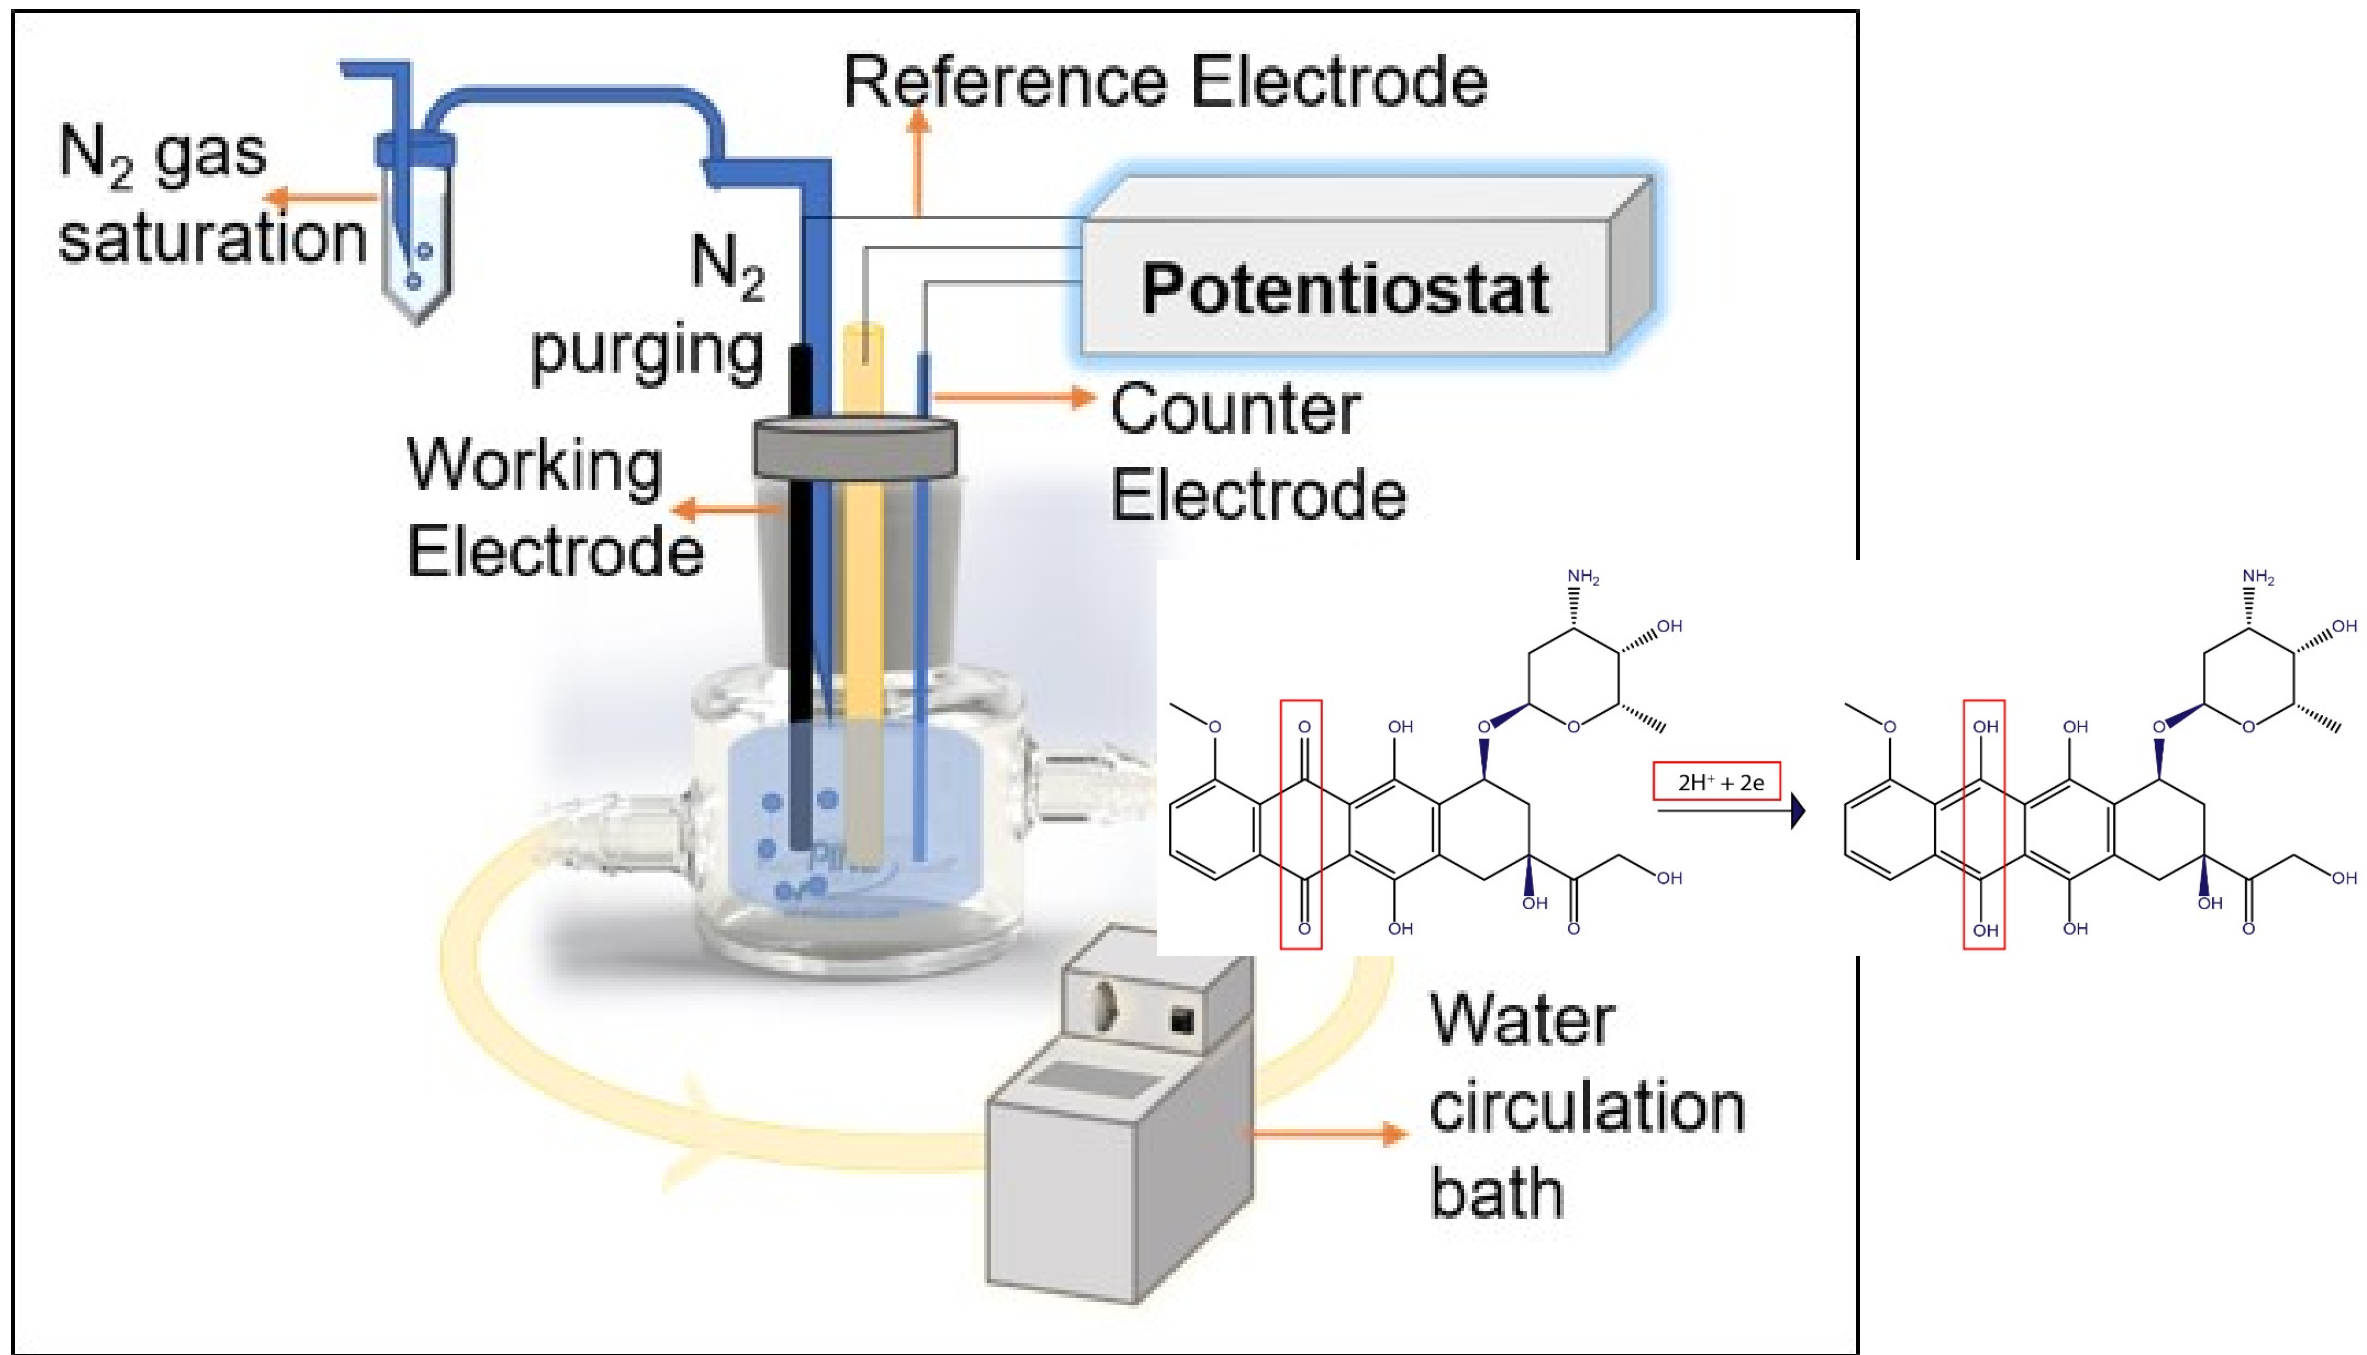 Reference Electrode
N₂ gas
saturation
N₂
purging
Potentiostat
Counter
Electrode
Working
Electrode
NH₂
OH
O
O
OH
O
O
O
OH
OH
O
OH
2H⁺ + 2e
NH₂
OH
O
OH
OH
O
O
OH
OH
OH
O
OH
Water
circulation
bath